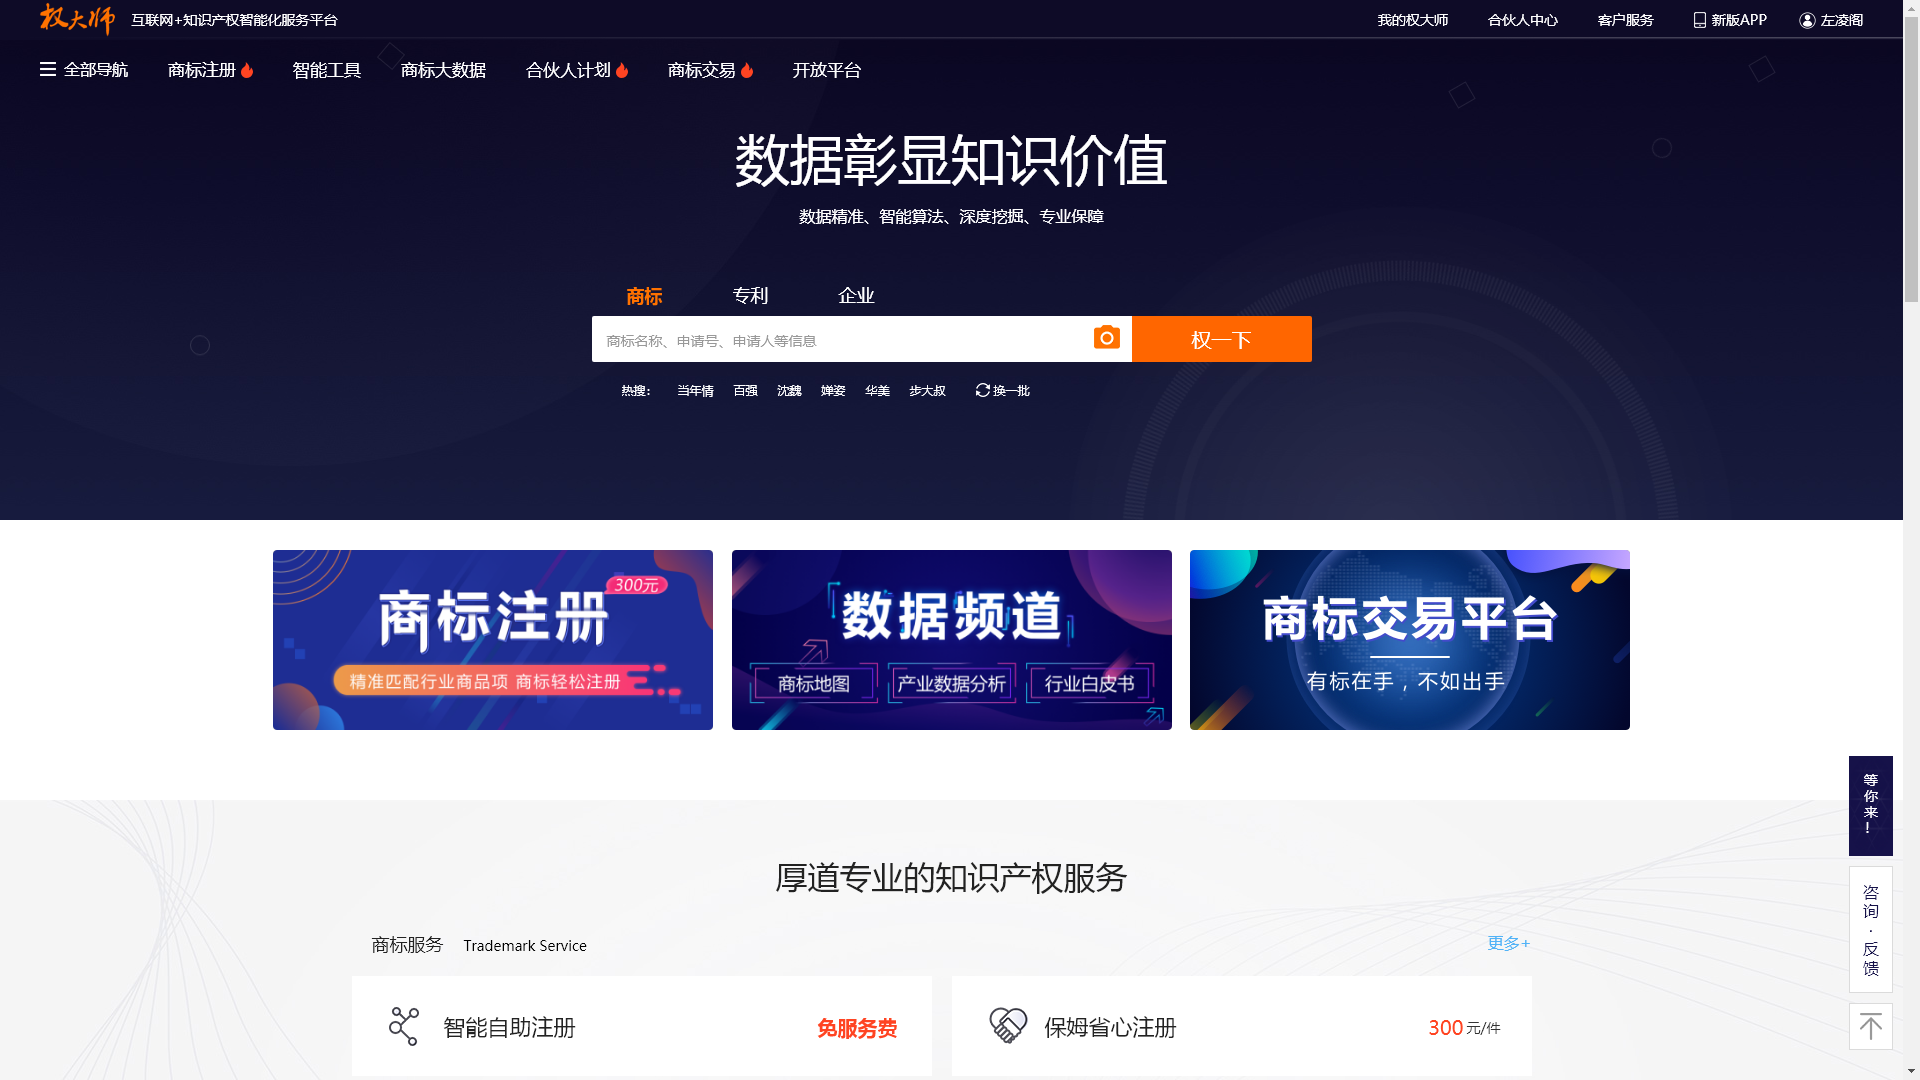 权大师 互联网+知识产权智能化服务平台 我的权大师 合伙人中心 客户服务 新版APP 左凌阁
全部导航 商标注册 智能工具 商标大数据 合伙人计划 商标交易 开放平台
数据彰显知识价值
数据精准、智能算法、深度挖掘、专业保障
商标 专利 企业
商标名称、申请号、申请人等信息 权一下
热搜： 当年情 百强 沈魏 婵姿 华美 步大叔 换一批
商标注册 300元
精准匹配行业商品项 商标轻松注册
数据频道
商标地图 产业数据分析 行业白皮书
商标交易平台
有标在手，不如出手
等你来！
厚道专业的知识产权服务
咨询·反馈
商标服务 Trademark Service 更多+
智能自助注册 免服务费
保姆省心注册 300元/件